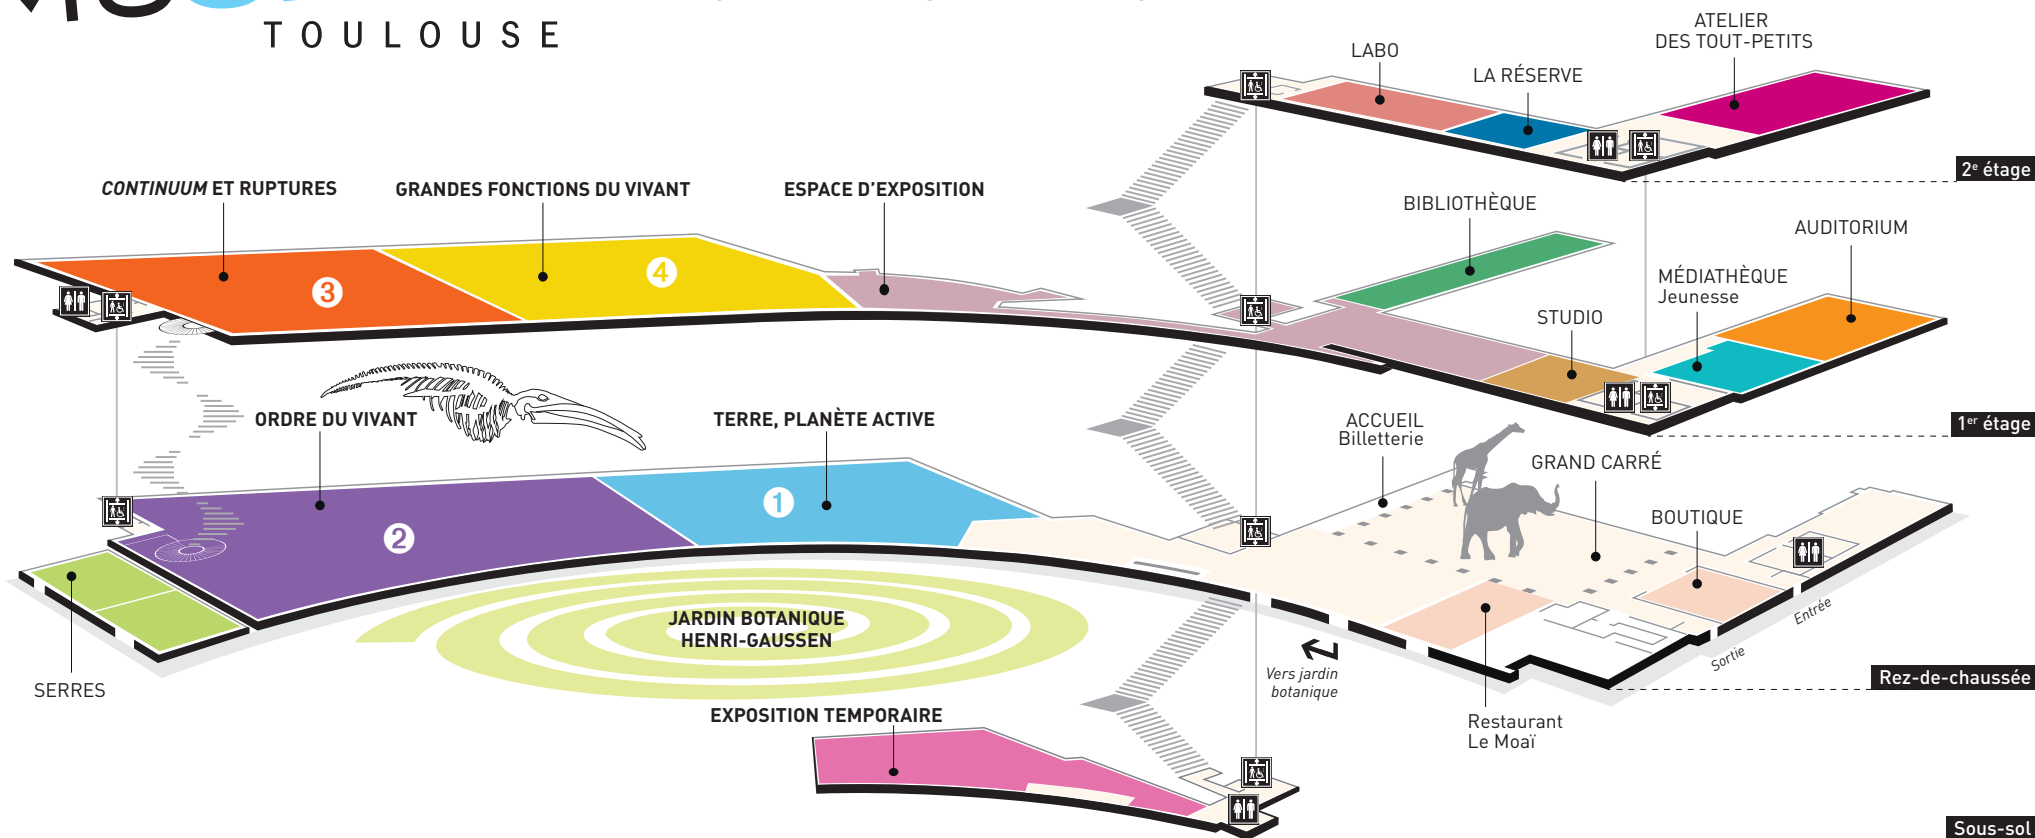 TOULOUSE
ATELIER
DES TOUT-PETITS
LABO
LA RÉSERVE
2e étage
CONTINUUM ET RUPTURES
GRANDES FONCTIONS DU VIVANT
ESPACE D'EXPOSITION
BIBLIOTHÈQUE
AUDITORIUM
MÉDIATHÈQUE
Jeunesse
STUDIO
3
4
1er étage
ORDRE DU VIVANT
TERRE, PLANÈTE ACTIVE
ACCUEIL
Billetterie
GRAND CARRÉ
BOUTIQUE
1
2
Entrée
Sortie
JARDIN BOTANIQUE
HENRI-GAUSSEN
Vers jardin
botanique
SERRES
Rez-de-chaussée
Restaurant
Le Moaï
EXPOSITION TEMPORAIRE
Sous-sol